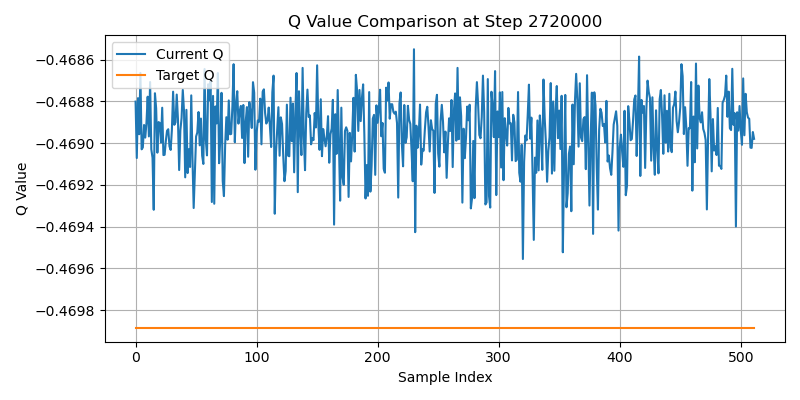 Q Value Comparison at Step 2720000
Current Q
Target Q
−0.4686
−0.4688
−0.4690
−0.4692
−0.4694
−0.4696
−0.4698
Q Value
0
100
200
300
400
500
Sample Index